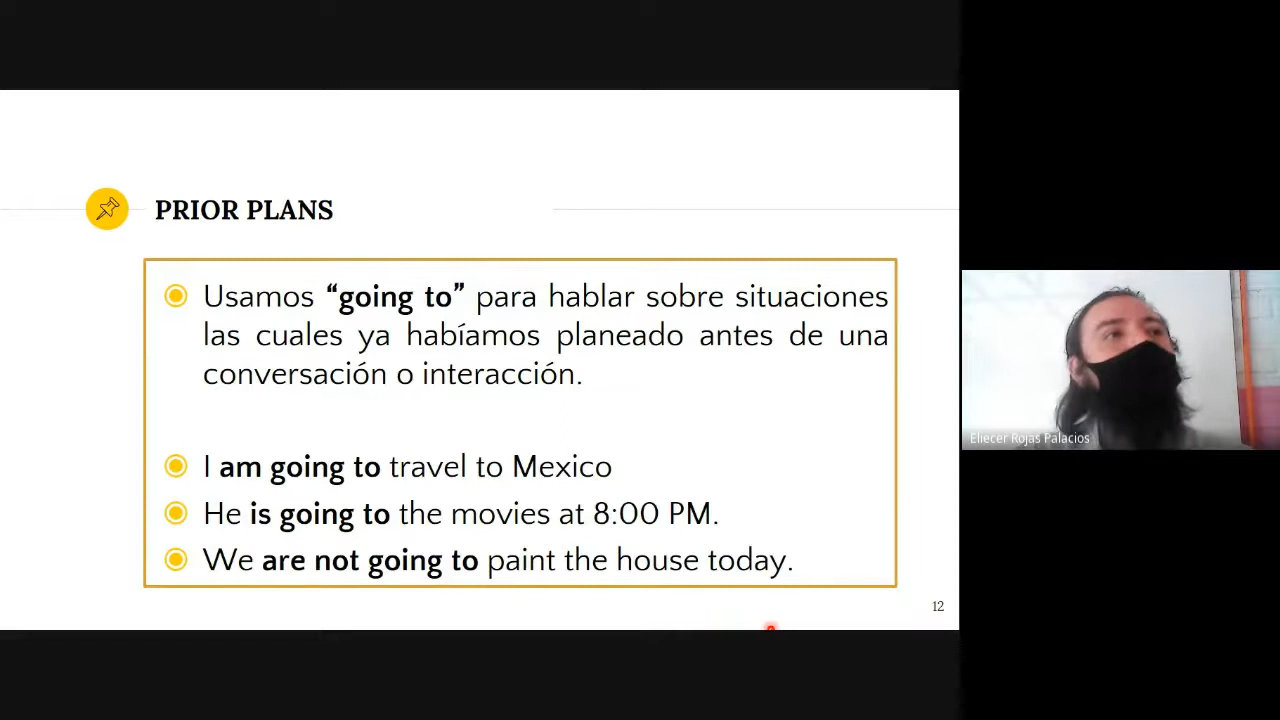 PRIOR PLANS
Usamos “going to” para hablar sobre situaciones
las cuales ya habíamos planeado antes de una
conversación o interacción.
I am going to travel to Mexico
He is going to the movies at 8:00 PM.
We are not going to paint the house today.
12
Eliecer Rojas Palacios